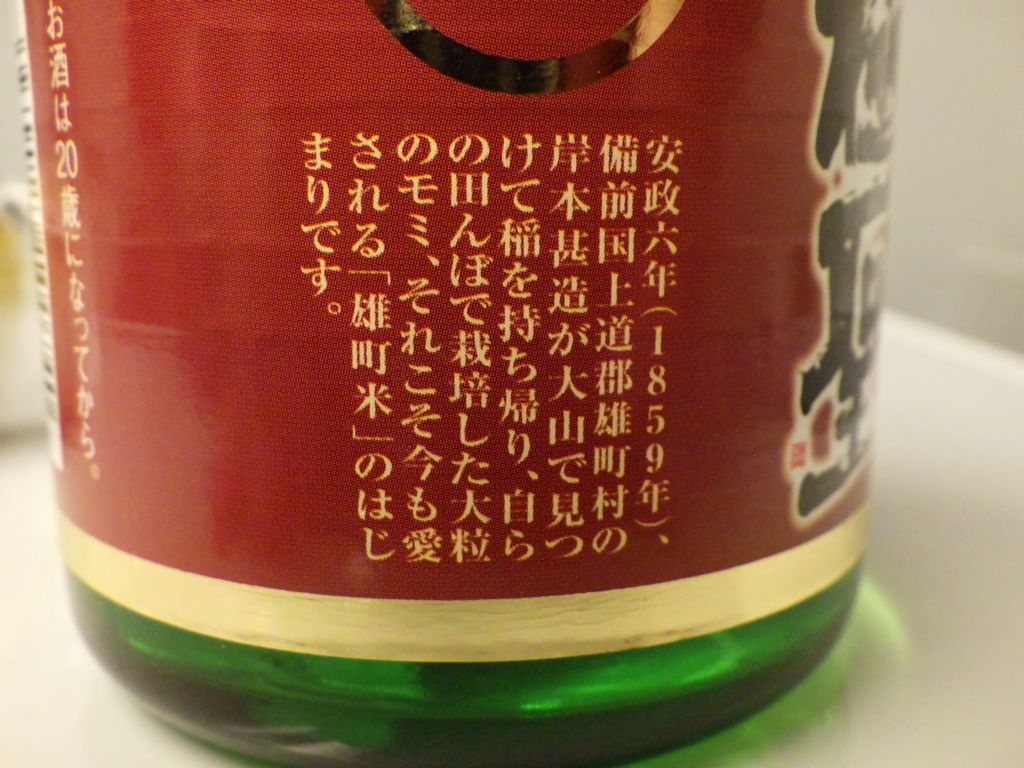 安政六年(1859年)、
備前国上道郡雄町村の
岸本甚造が大山で見つ
けて稲を持ち帰り、自ら
の田んぼで栽培した大粒
のモミ、それこそ今も愛
される「雄町米」のはじ
まりです。
お酒は20歳になってから。